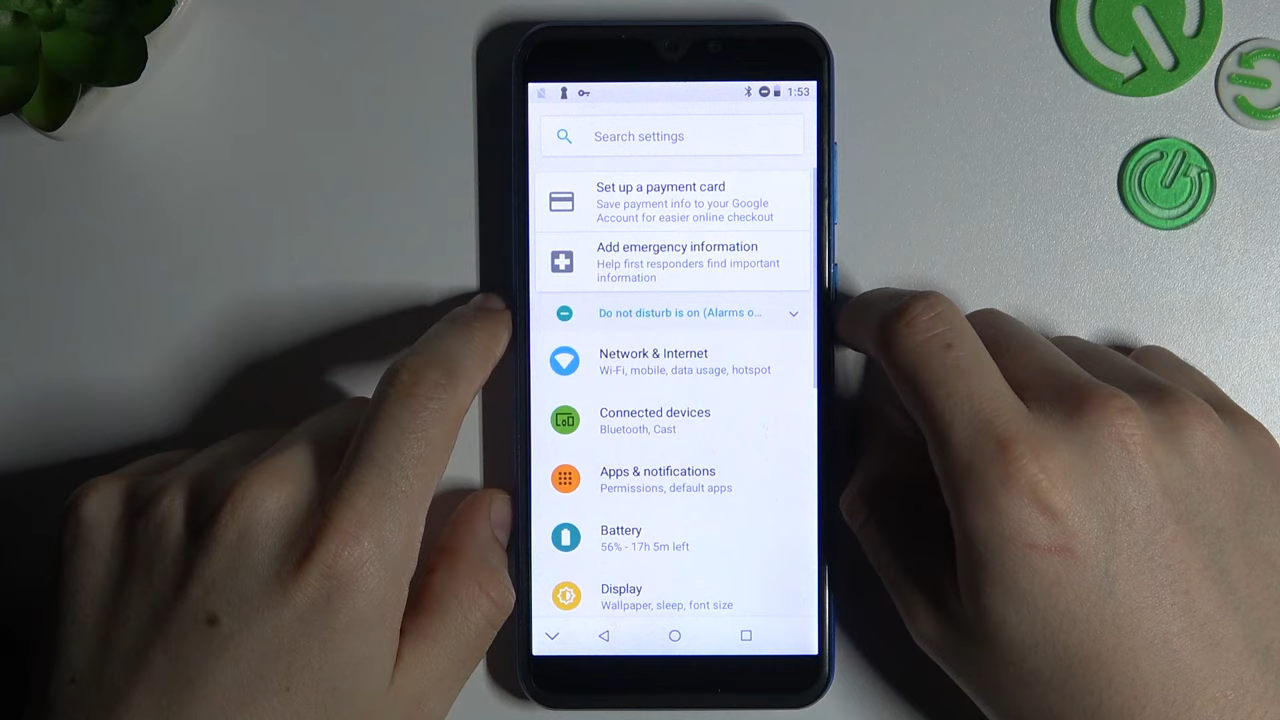 1:53
Search settings
Set up a payment card
Save payment info to your Google
Account for easier online checkout
Add emergency information
Help first responders find important
information
Do not disturb is on (Alarms o...
Network & Internet
Wi-Fi, mobile, data usage, hotspot
Connected devices
Bluetooth, Cast
Apps & notifications
Permissions, default apps
Battery
56% - 17h 5m left
Display
Wallpaper, sleep, font size